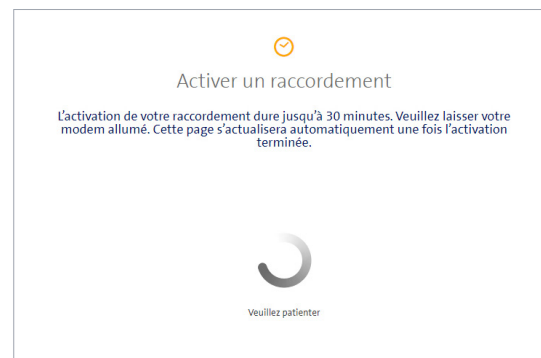 Activer un raccordement
L'activation de votre raccordement dure jusqu'à 30 minutes. Veuillez laisser votre
modem allumé. Cette page s'actualisera automatiquement une fois l'activation
terminée.
Veuillez patienter